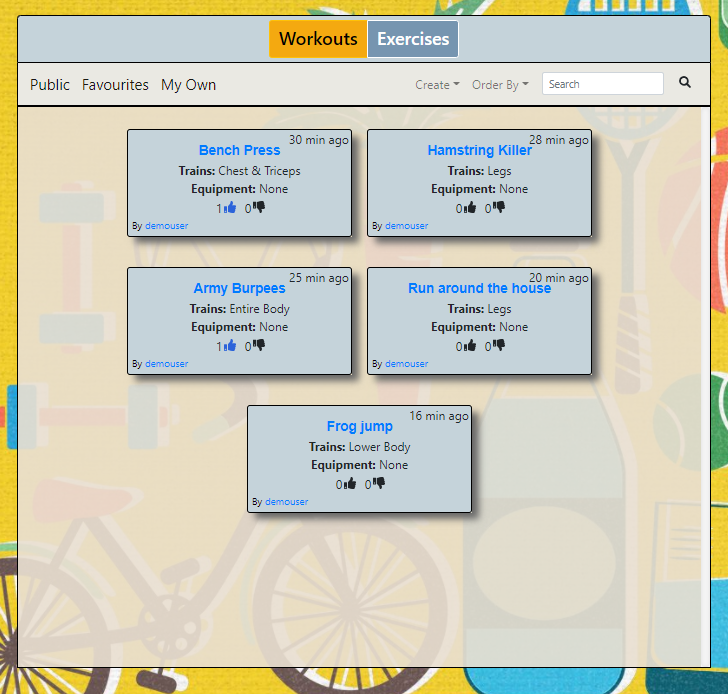 Workouts Exercises
Public Favourites My Own Create Order By Search
30 min ago
Bench Press
Trains: Chest & Triceps
Equipment: None
1 0
By demouser
28 min ago
Hamstring Killer
Trains: Legs
Equipment: None
0 0
By demouser
25 min ago
Army Burpees
Trains: Entire Body
Equipment: None
1 0
By demouser
20 min ago
Run around the house
Trains: Legs
Equipment: None
0 0
By demouser
16 min ago
Frog jump
Trains: Lower Body
Equipment: None
0 0
By demouser